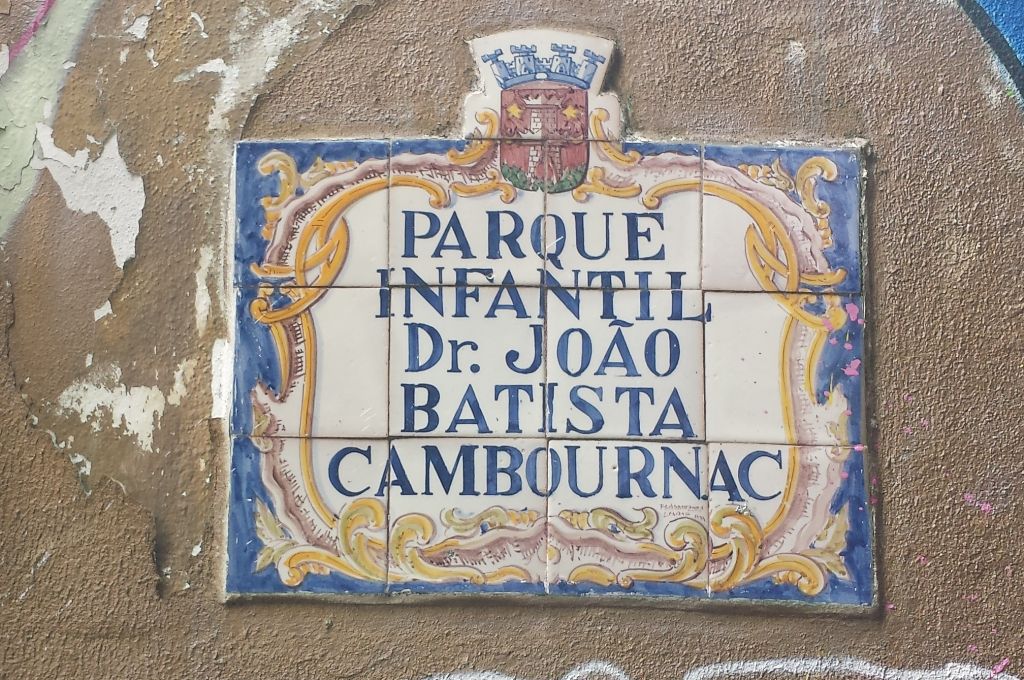 PARQUE
INFANTIL
Dr. JOÃO
BATISTA
CAMBOURNAC